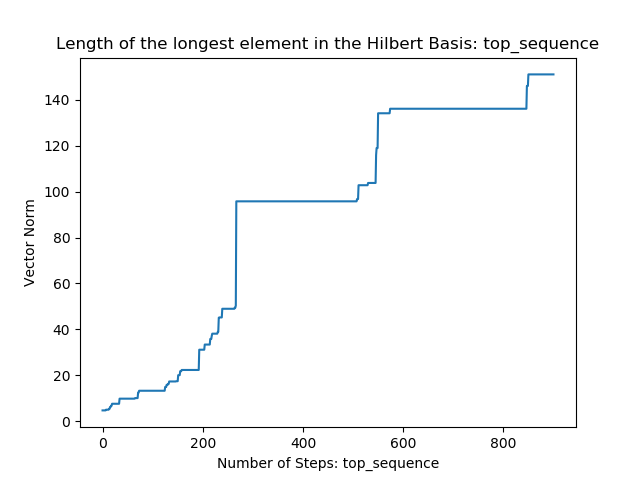 Length of the longest element in the Hilbert Basis: top_sequence
140
120
100
80
60
40
20
0
Vector Norm
0 200 400 600 800
Number of Steps: top_sequence